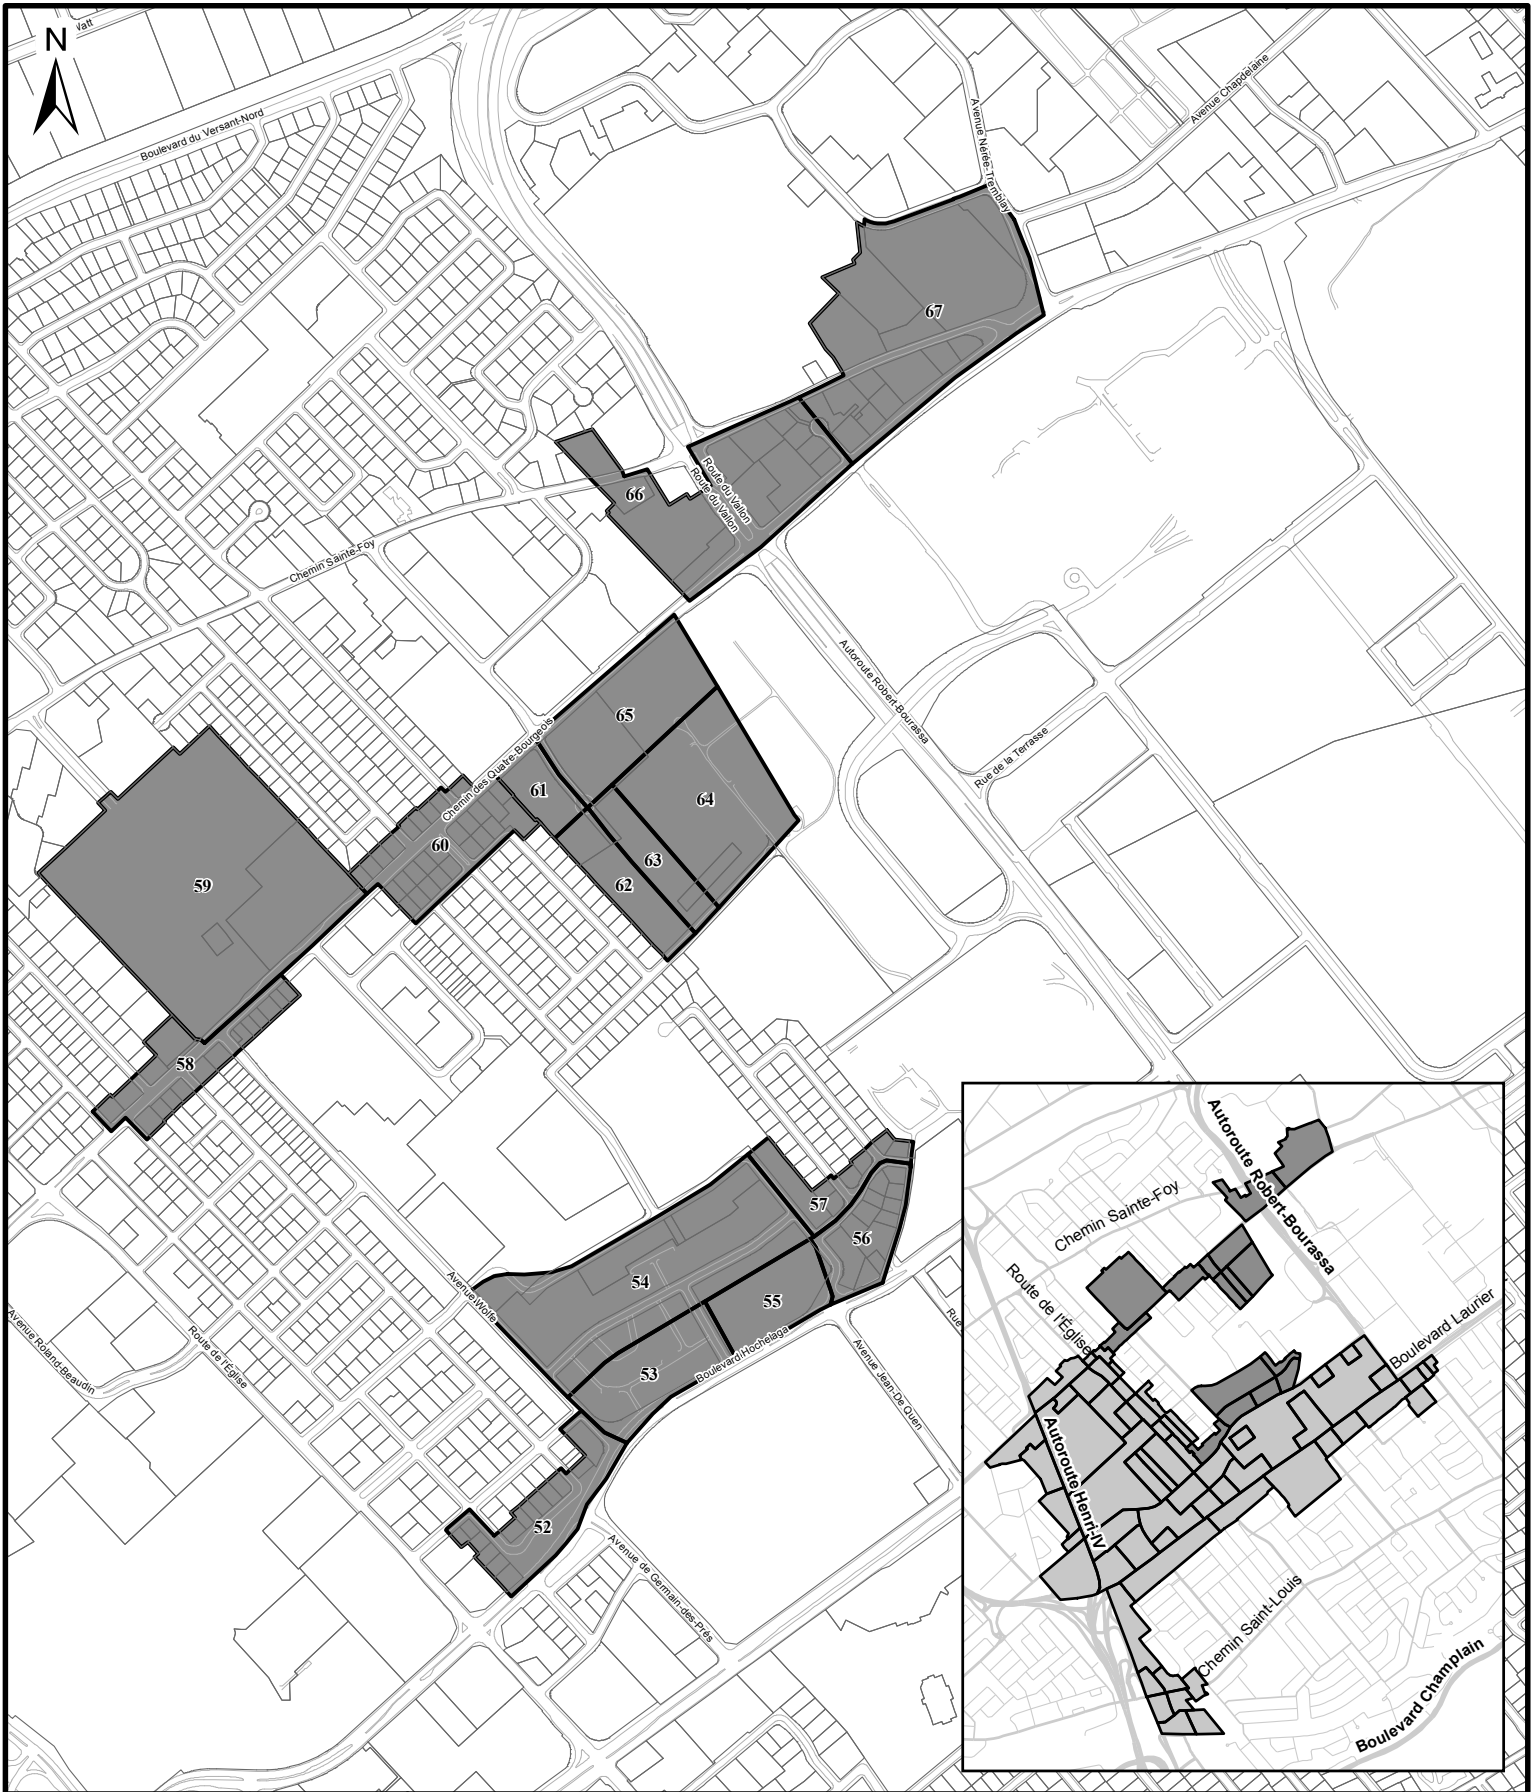 Watt
N
Boulevard du Versant-Nord
Avenue Nérée-Tremblay
Avenue Chapdelaine
67
Route du Vallon
Route du Vallon
66
Chemin Sainte-Foy
Autoroute Robert-Bourassa
65
Chemin des Quatre-Bourgeois
Rue de la Terrasse
61
64
60
63
59
62
58
57
56
54
55
Avenue Wolfe
Avenue Roland-Beaudin
Route de l'Église
53
Boulevard Hochelaga
Avenue Jean-De Quen
Rue
52
Avenue de Germain-des-Prés
Autoroute Robert-Bourassa
Chemin Sainte-Foy
Route de l'Église
Boulevard Laurier
Autoroute Henri-IV
Chemin Saint-Louis
Boulevard Champlain